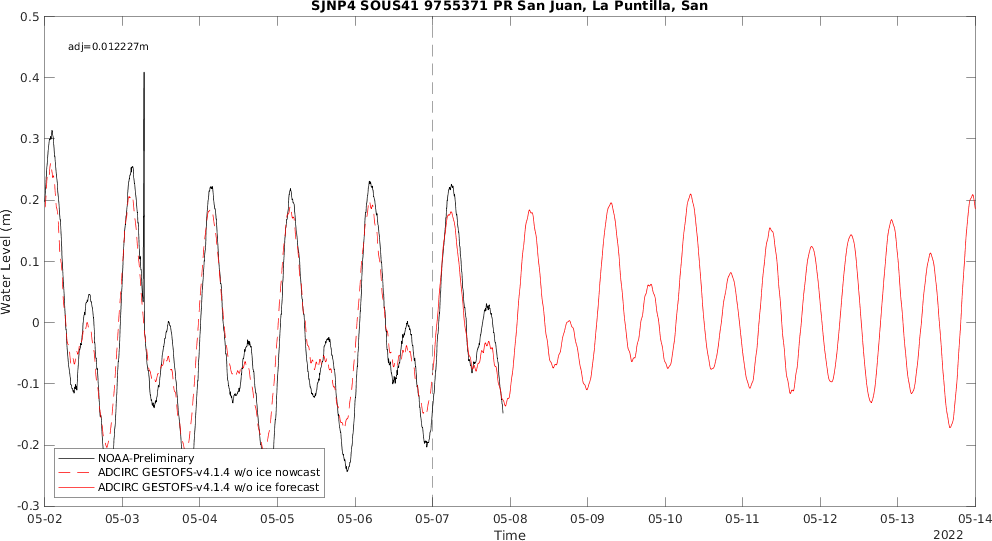 SJNP4 SOUS41 9755371 PR San Juan, La Puntilla, San
adj=0.012227m
Water Level (m)
0.5
0.4
0.3
0.2
0.1
0
-0.1
-0.2
-0.3
NOAA-Preliminary
ADCIRC GESTOFS-v4.1.4 w/o ice nowcast
ADCIRC GESTOFS-v4.1.4 w/o ice forecast
05-02 05-03 05-04 05-05 05-06 05-07 05-08 05-09 05-10 05-11 05-12 05-13 05-14
Time
2022